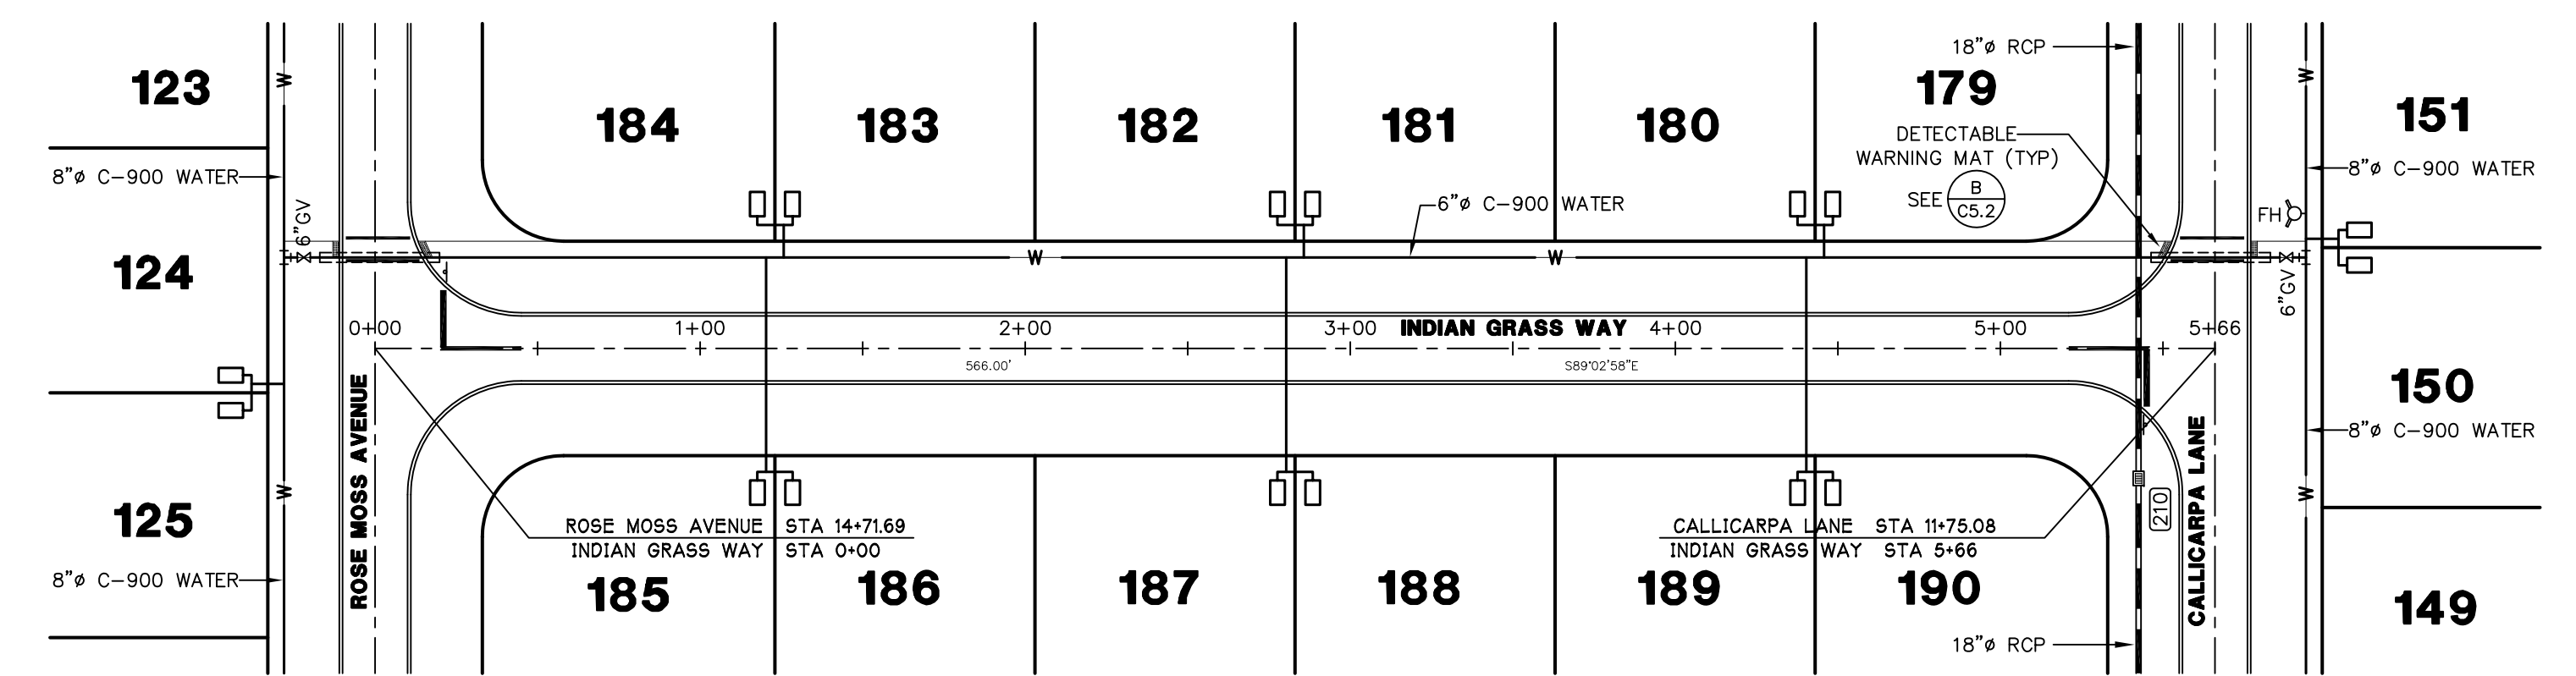 18"ø RCP
123
179
151
184
183
182
181
180
DETECTABLE
WARNING MAT (TYP)
SEE B
C5.2
8"ø C-900 WATER
8"ø C-900 WATER
6"ø C-900 WATER
W
W
6"GV
FH
124
W
W
6"GV
0+00
1+00
2+00
3+00
INDIAN GRASS WAY
4+00
5+00
5+66
566.00'
S89°02'58"E
150
8"ø C-900 WATER
ROSE MOSS AVENUE
CALLICARPA LANE
W
W
210
125
ROSE MOSS AVENUE STA 14+71.69
INDIAN GRASS WAY STA 0+00
CALLICARPA LANE STA 11+75.08
INDIAN GRASS WAY STA 5+66
8"ø C-900 WATER
185
186
187
188
189
190
149
18"ø RCP